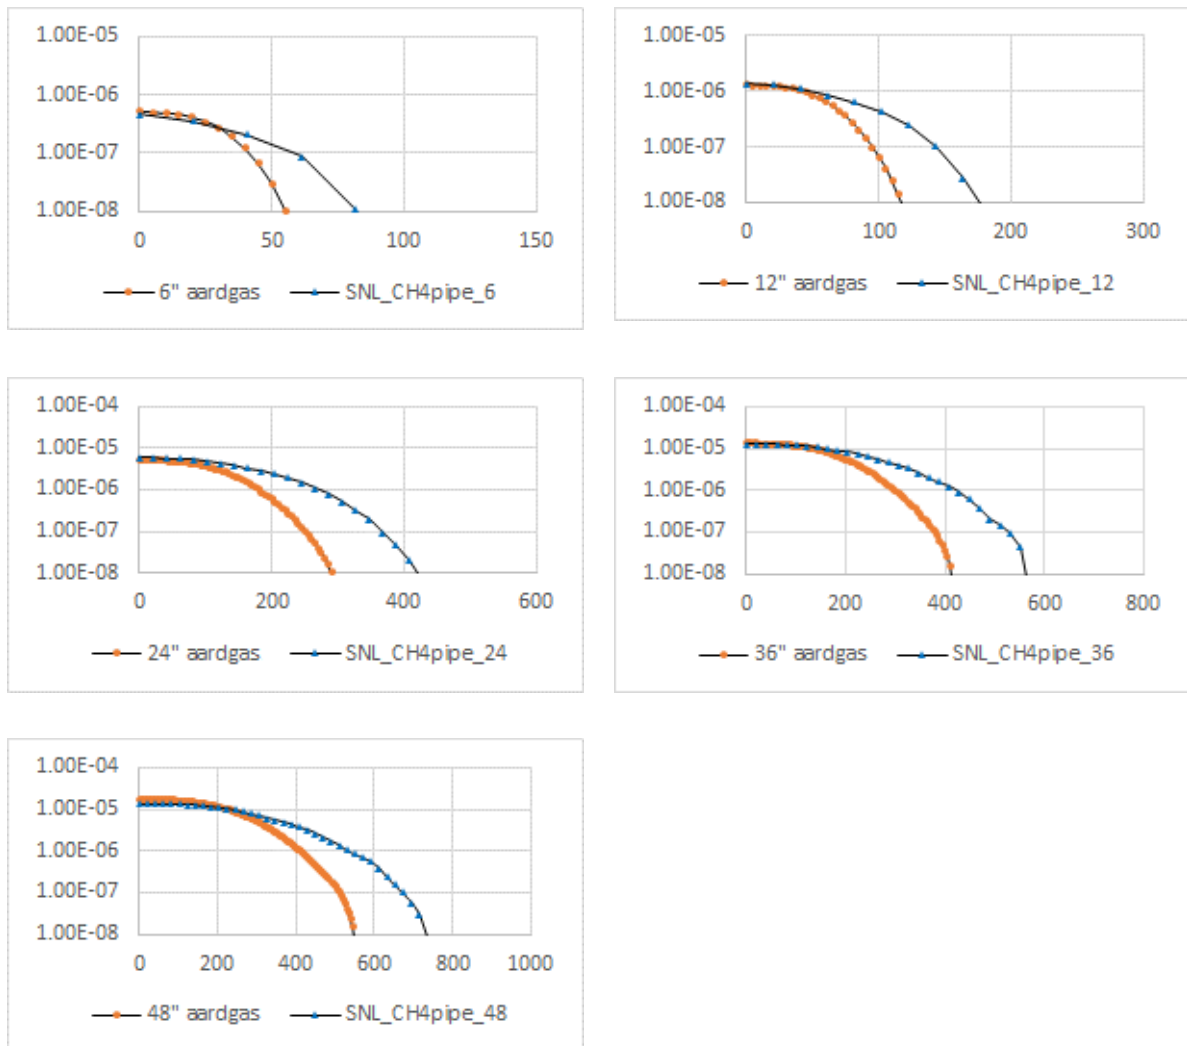 1.00E-05
1.00E-06
1.00E-07
1.00E-08
0 50 100 150
6" aardgas SNL_CH4pipe_6
1.00E-05
1.00E-06
1.00E-07
1.00E-08
0 100 200 300
12" aardgas SNL_CH4pipe_12
1.00E-04
1.00E-05
1.00E-06
1.00E-07
1.00E-08
0 200 400 600
24" aardgas SNL_CH4pipe_24
1.00E-04
1.00E-05
1.00E-06
1.00E-07
1.00E-08
0 200 400 600 800
36" aardgas SNL_CH4pipe_36
1.00E-04
1.00E-05
1.00E-06
1.00E-07
1.00E-08
0 200 400 600 800 1000
48" aardgas SNL_CH4pipe_48